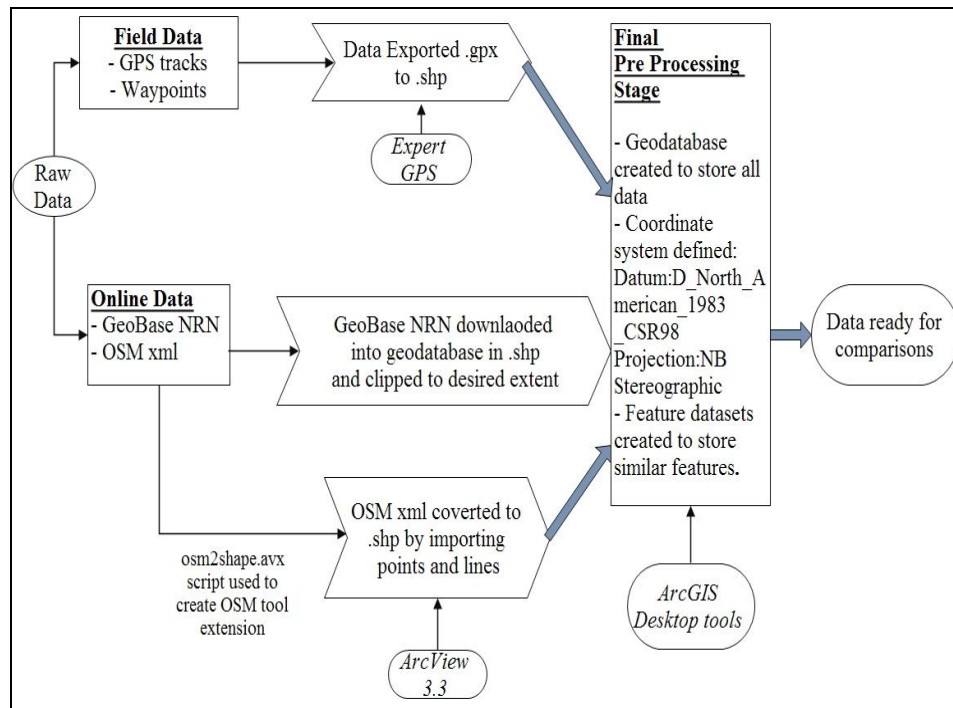 Field Data
- GPS tracks
- Waypoints
Data Exported .gpx
to .shp
Expert
GPS
Raw
Data
Online Data
- GeoBase NRN
- OSM xml
GeoBase NRN downlaoded
into geodatabase in .shp
and clipped to desired extent
osm2shape.avx
script used to
create OSM tool
extension
OSM xml coverted to
.shp by importing
points and lines
ArcView
3.3
Final
Pre Processing
Stage
- Geodatabase
created to store all
data
- Coordinate
system defined:
Datum:D_North_A
merican_1983
_CSR98
Projection:NB
Stereographic
- Feature datasets
created to store
similar features.
ArcGIS
Desktop tools
Data ready for
comparisons